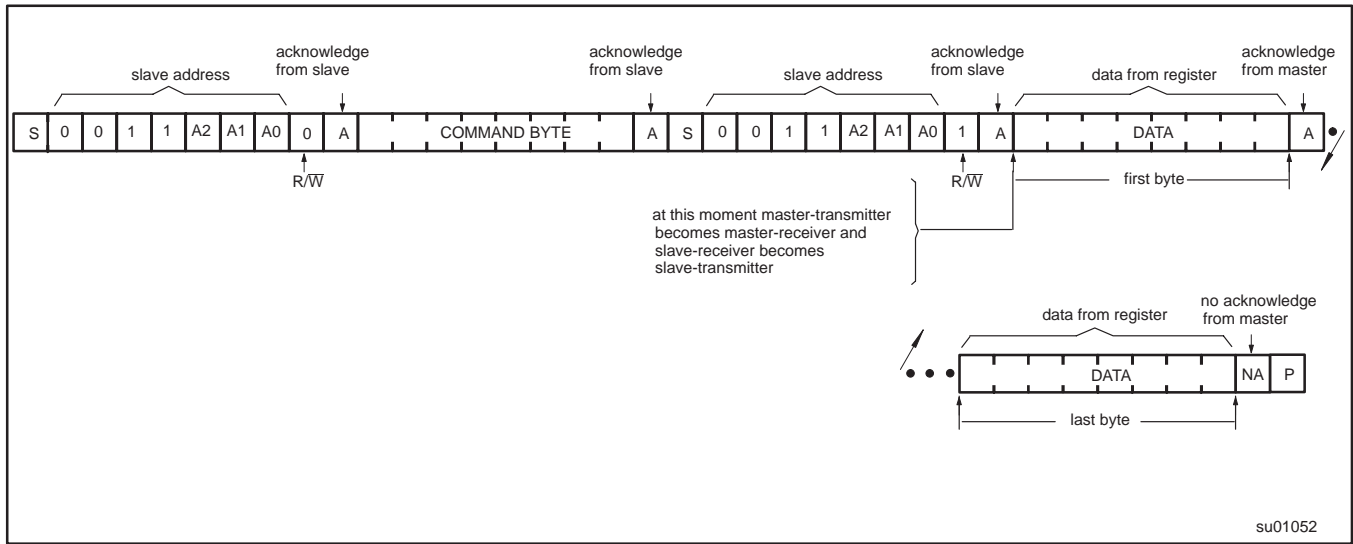 acknowledge
from slave
acknowledge
from slave
acknowledge
from slave
acknowledge
from master
slave address
slave address
data from register
S 0 0 1 1 A2 A1 A0 0 A COMMAND BYTE A S 0 0 1 1 A2 A1 A0 1 A DATA A
R/W̅
R/W̅
first byte
at this moment master-transmitter
becomes master-receiver and
slave-receiver becomes
slave-transmitter
data from register
no acknowledge
from master
DATA NA P
last byte
su01052